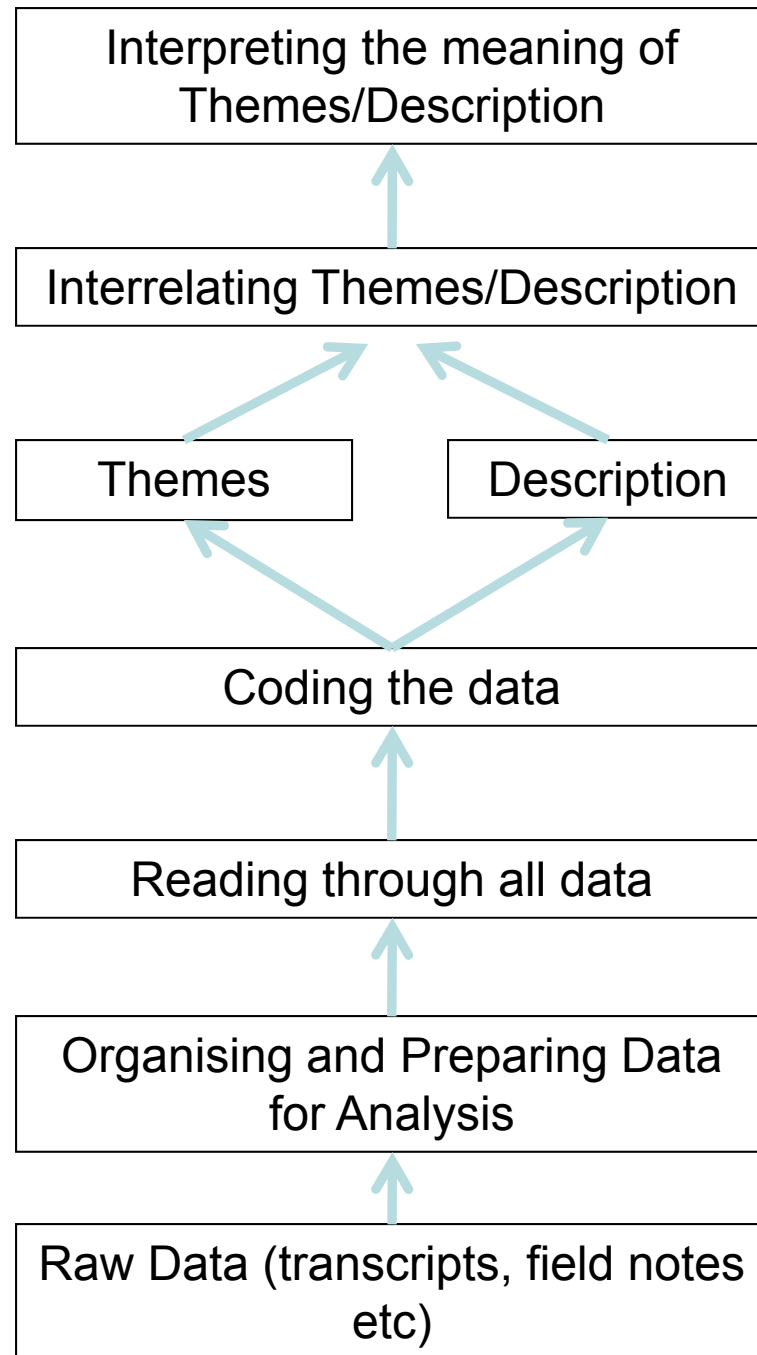 Interpreting the meaning of
Themes/Description
Interrelating Themes/Description
Themes
Description
Coding the data
Reading through all data
Organising and Preparing Data
for Analysis
Raw Data (transcripts, field notes
etc)